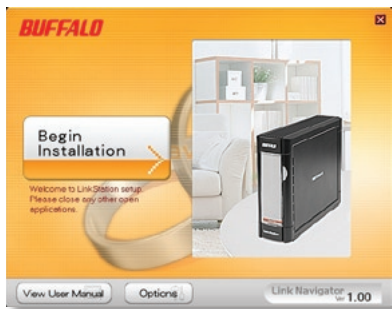 BUFFALO
Begin
Installation
Welcome to LinkStation setup.
Please close any other open
applications.
BUFFALO
View User Manual
Options
Link Navigator
Ver 1.00